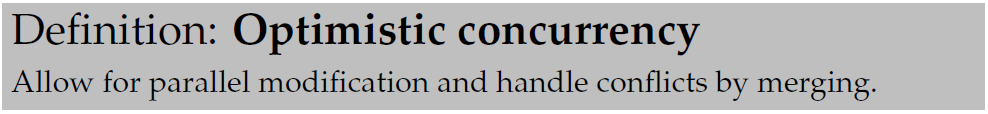 Definition: Optimistic concurrency
Allow for parallel modification and handle conflicts by merging.